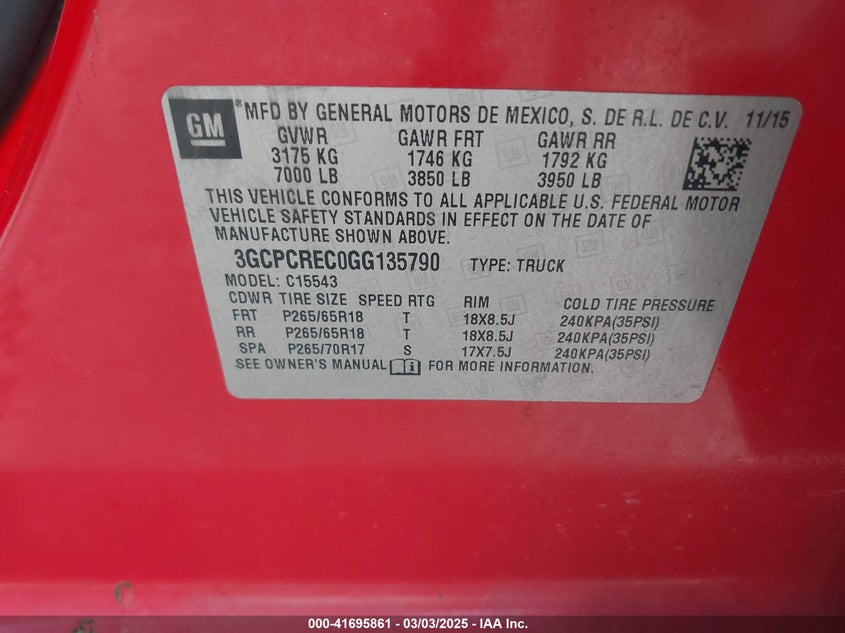 GM ® MFD BY GENERAL MOTORS DE MEXICO, S. DE R.L. DE C.V. 11/15
GVWR GAWR FRT GAWR RR
3175 KG 1746 KG 1792 KG
7000 LB 3850 LB 3950 LB
THIS VEHICLE CONFORMS TO ALL APPLICABLE U.S. FEDERAL MOTOR
VEHICLE SAFETY STANDARDS IN EFFECT ON THE DATE OF
MANUFACTURE SHOWN ABOVE.
3GCPCREC0GG135790 TYPE: TRUCK
MODEL: C15543
CDWR TIRE SIZE SPEED RTG RIM COLD TIRE PRESSURE
FRT P265/65R18 T 18X8.5J 240KPA(35PSI)
RR P265/65R18 T 18X8.5J 240KPA(35PSI)
SPA P265/70R17 S 17X7.5J 240KPA(35PSI)
SEE OWNER'S MANUAL FOR MORE INFORMATION.
000-41695861 - 03/03/2025 - IAA Inc.